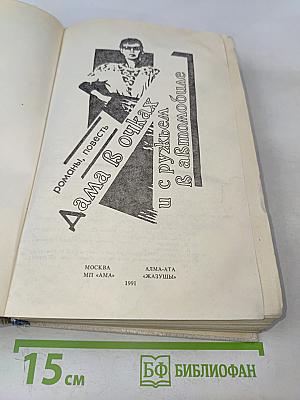 романы, повесть
Дама в очках
и с ружьем
в автомобиле
МОСКВА
МП «АМА»
АЛМА-АТА
«ЖАЗУШЫ»
1991
15 см
БФ БИБЛИОФАН